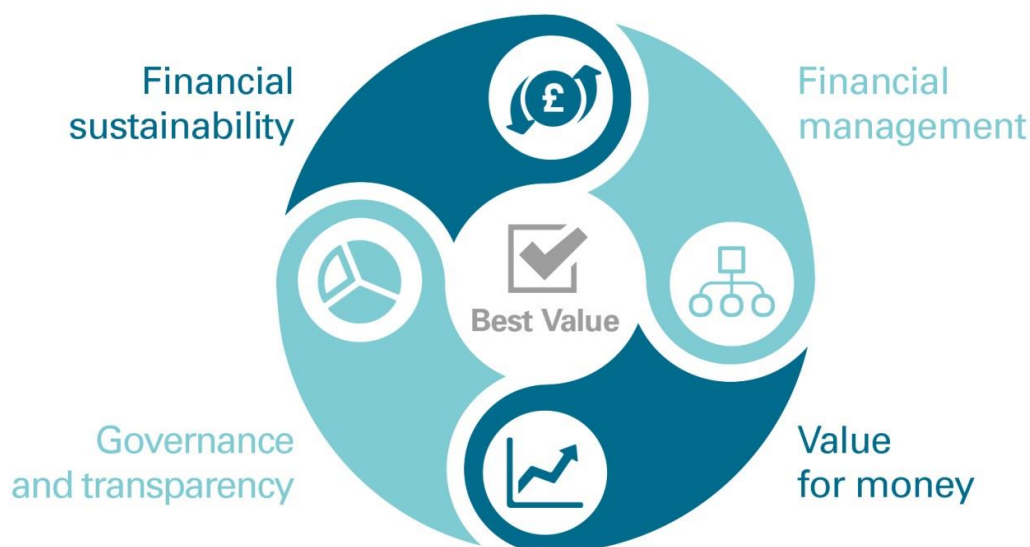 Financial
sustainability
Financial
management
£
Best Value
Governance
and transparency
Value
for money